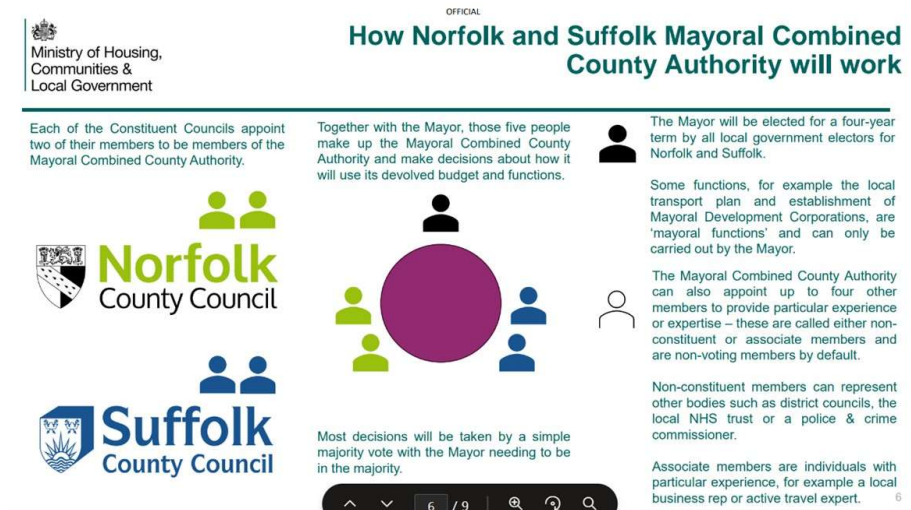 OFFICIAL
Ministry of Housing,
Communities &
Local Government
How Norfolk and Suffolk Mayoral Combined
County Authority will work
Each of the Constituent Councils appoint
two of their members to be members of the
Mayoral Combined County Authority.
Norfolk
County Council
Suffolk
County Council
Together with the Mayor, those five people
make up the Mayoral Combined County
Authority and make decisions about how it
will use its devolved budget and functions.
Most decisions will be taken by a simple
majority vote with the Mayor needing to be
in the majority.
The Mayor will be elected for a four-year
term by all local government electors for
Norfolk and Suffolk.
Some functions, for example the local
transport plan and establishment of
Mayoral Development Corporations, are
‘mayoral functions’ and can only be
carried out by the Mayor.
The Mayoral Combined County Authority
can also appoint up to four other
members to provide particular experience
or expertise – these are called either non-
constituent or associate members and
are non-voting members by default.
Non-constituent members can represent
other bodies such as district councils, the
local NHS trust or a police & crime
commissioner.
Associate members are individuals with
particular experience, for example a local
business rep or active travel expert.
6
6 / 9